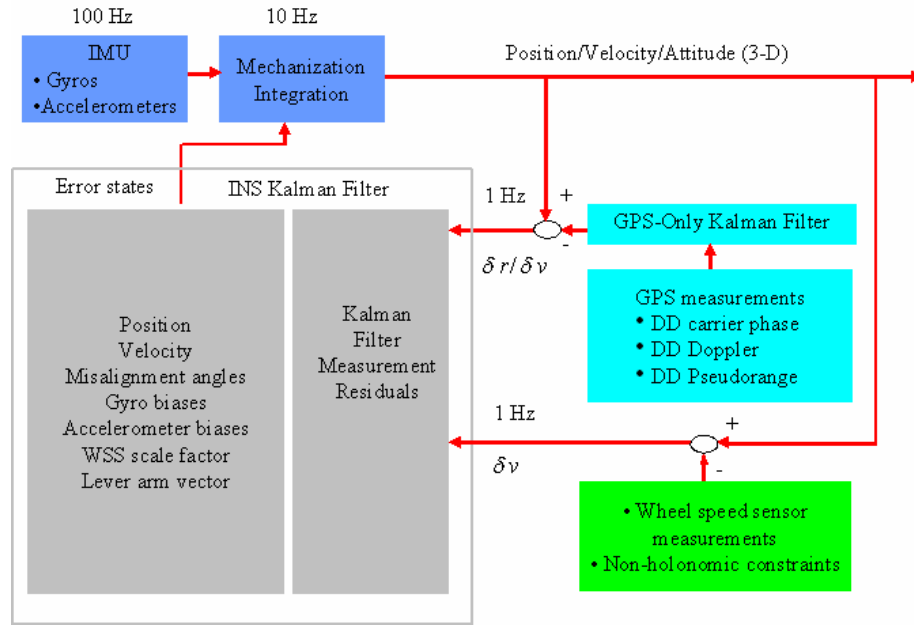 100 Hz
10 Hz
IMU
• Gyros
•Accelerometers
Mechanization
Integration
Position/Velocity/Attitude (3-D)
Error states
INS Kalman Filter
1 Hz
+
-
δr/δv
GPS-Only Kalman Filter
GPS measurements
• DD carrier phase
• DD Doppler
• DD Pseudorange
Position
Velocity
Misalignment angles
Gyro biases
Accelerometer biases
WSS scale factor
Lever arm vector
Kalman
Filter
Measurement
Residuals
1 Hz
+
-
δv
• Wheel speed sensor
measurements
• Non-holonomic constraints